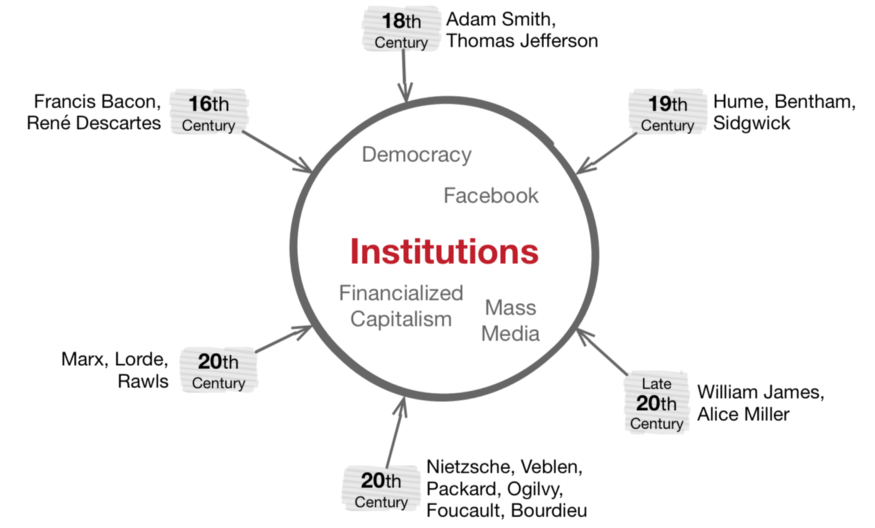 18th
Century
Adam Smith,
Thomas Jefferson
Francis Bacon,
René Descartes
16th
Century
19th
Century
Hume, Bentham,
Sidgwick
Democracy
Facebook
Institutions
Financialized
Capitalism
Mass
Media
Marx, Lorde,
Rawls
20th
Century
Late
20th
Century
William James,
Alice Miller
20th
Century
Nietzsche, Veblen,
Packard, Ogilvy,
Foucault, Bourdieu